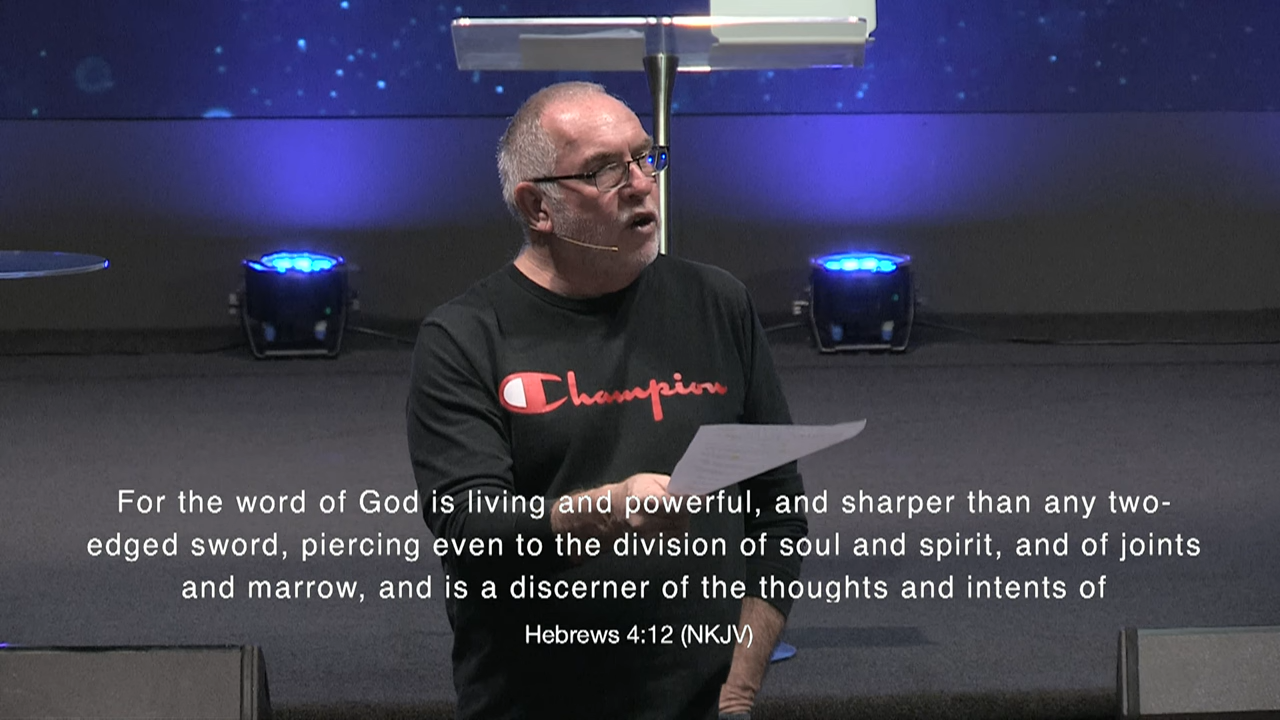 Champion
For the word of God is living and powerful, and sharper than any two-
edged sword, piercing even to the division of soul and spirit, and of joints
and marrow, and is a discerner of the thoughts and intents of
Hebrews 4:12 (NKJV)